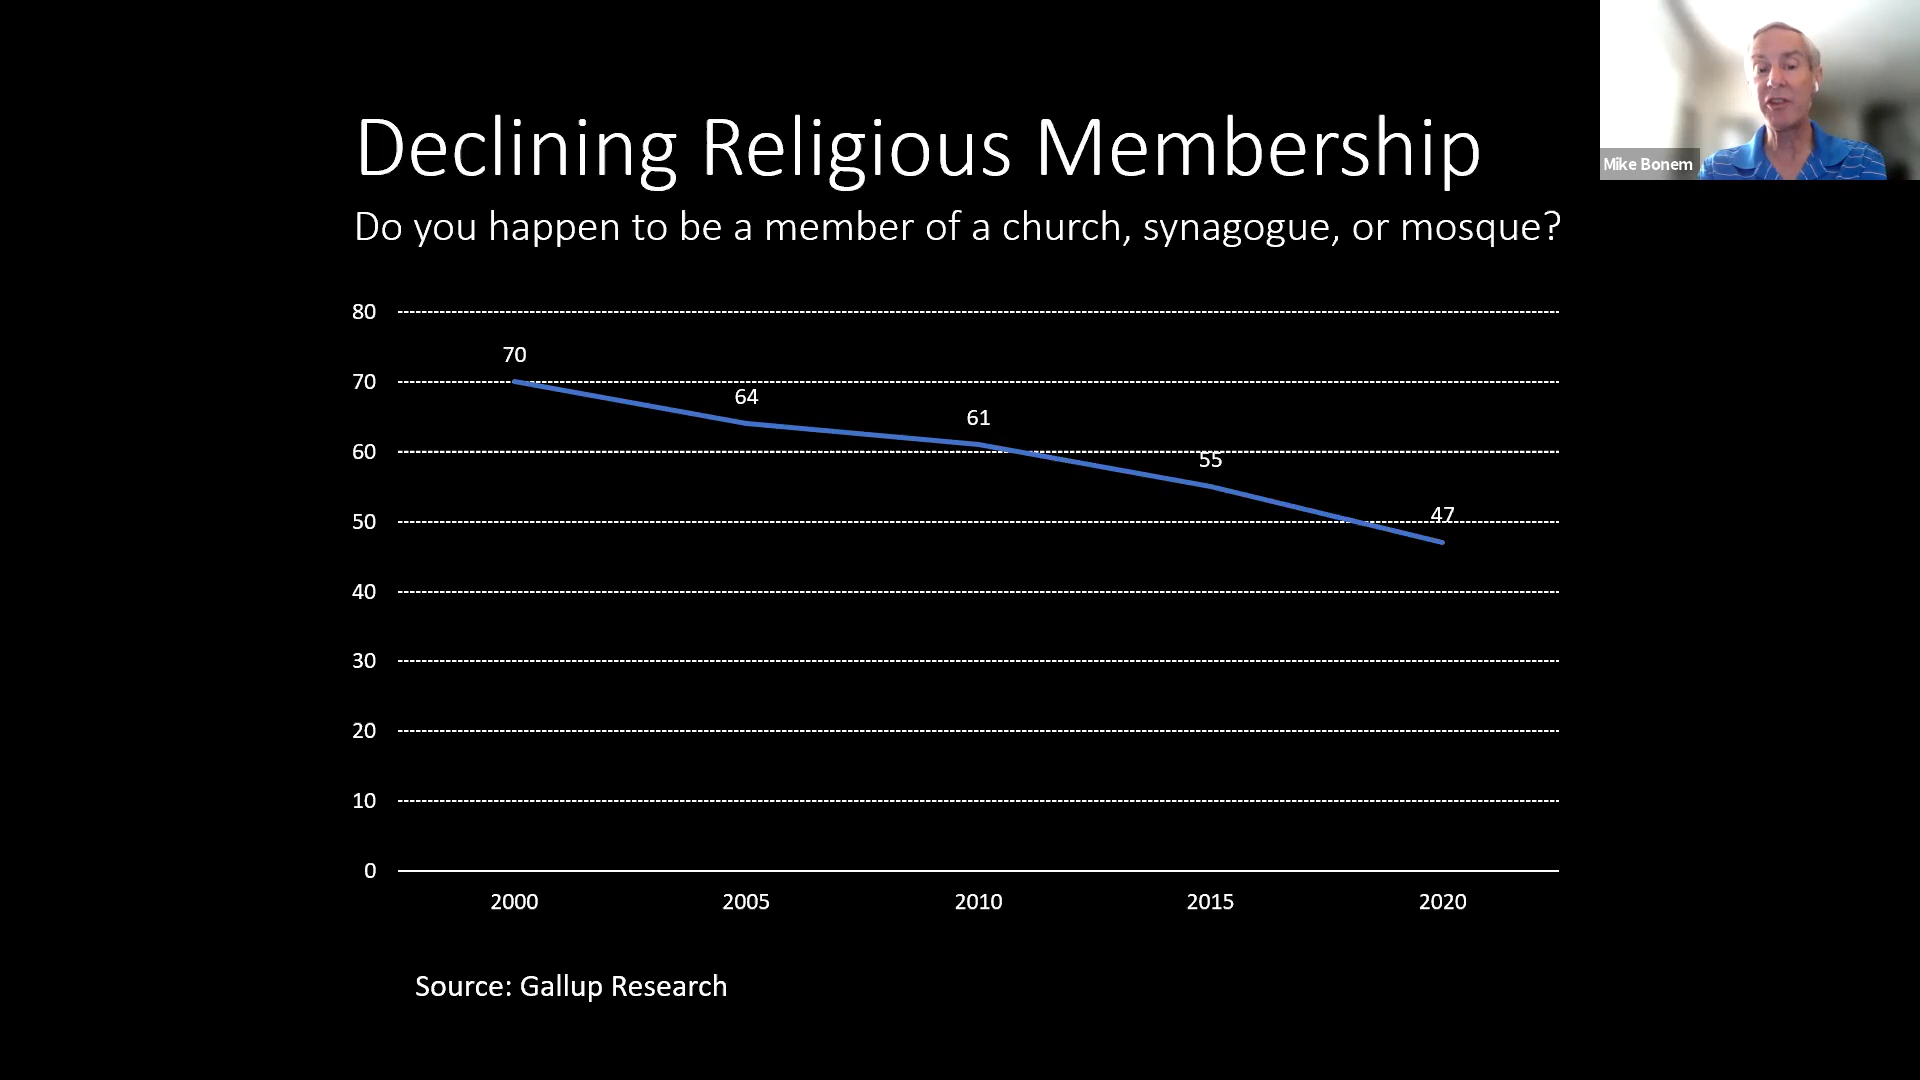 Declining Religious Membership
Do you happen to be a member of a church, synagogue, or mosque?
Mike Bonem
80
70
60
50
40
30
20
10
0
70
64
61
55
47
2000 2005 2010 2015 2020
Source: Gallup Research